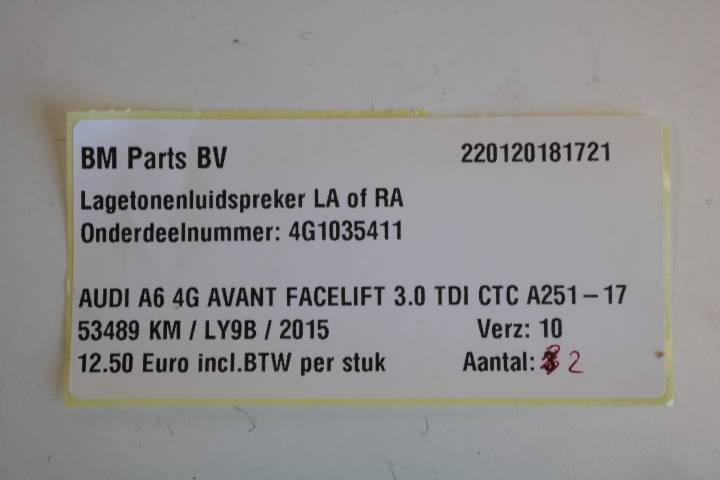 BM Parts BV 220120181721
Lagetonenluidspreker LA of RA
Onderdeelnummer: 4G1035411
AUDI A6 4G AVANT FACELIFT 3.0 TDI CTC A251-17
53489 KM / LY9B / 2015 Verz: 10
12.50 Euro incl.BTW per stuk Aantal: 2